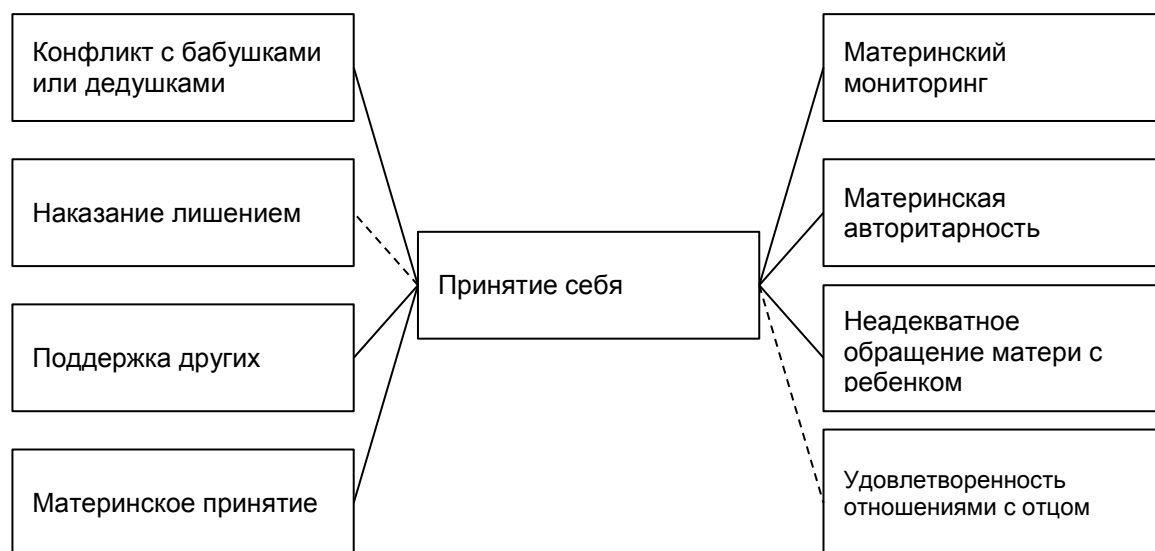 Конфликт с бабушками
или дедушками
Наказание лишением
Поддержка других
Материнское принятие
Принятие себя
Материнский
мониторинг
Материнская
авторитарность
Неадекватное
обращение матери с
ребенком
Удовлетворенность
отношениями с отцом